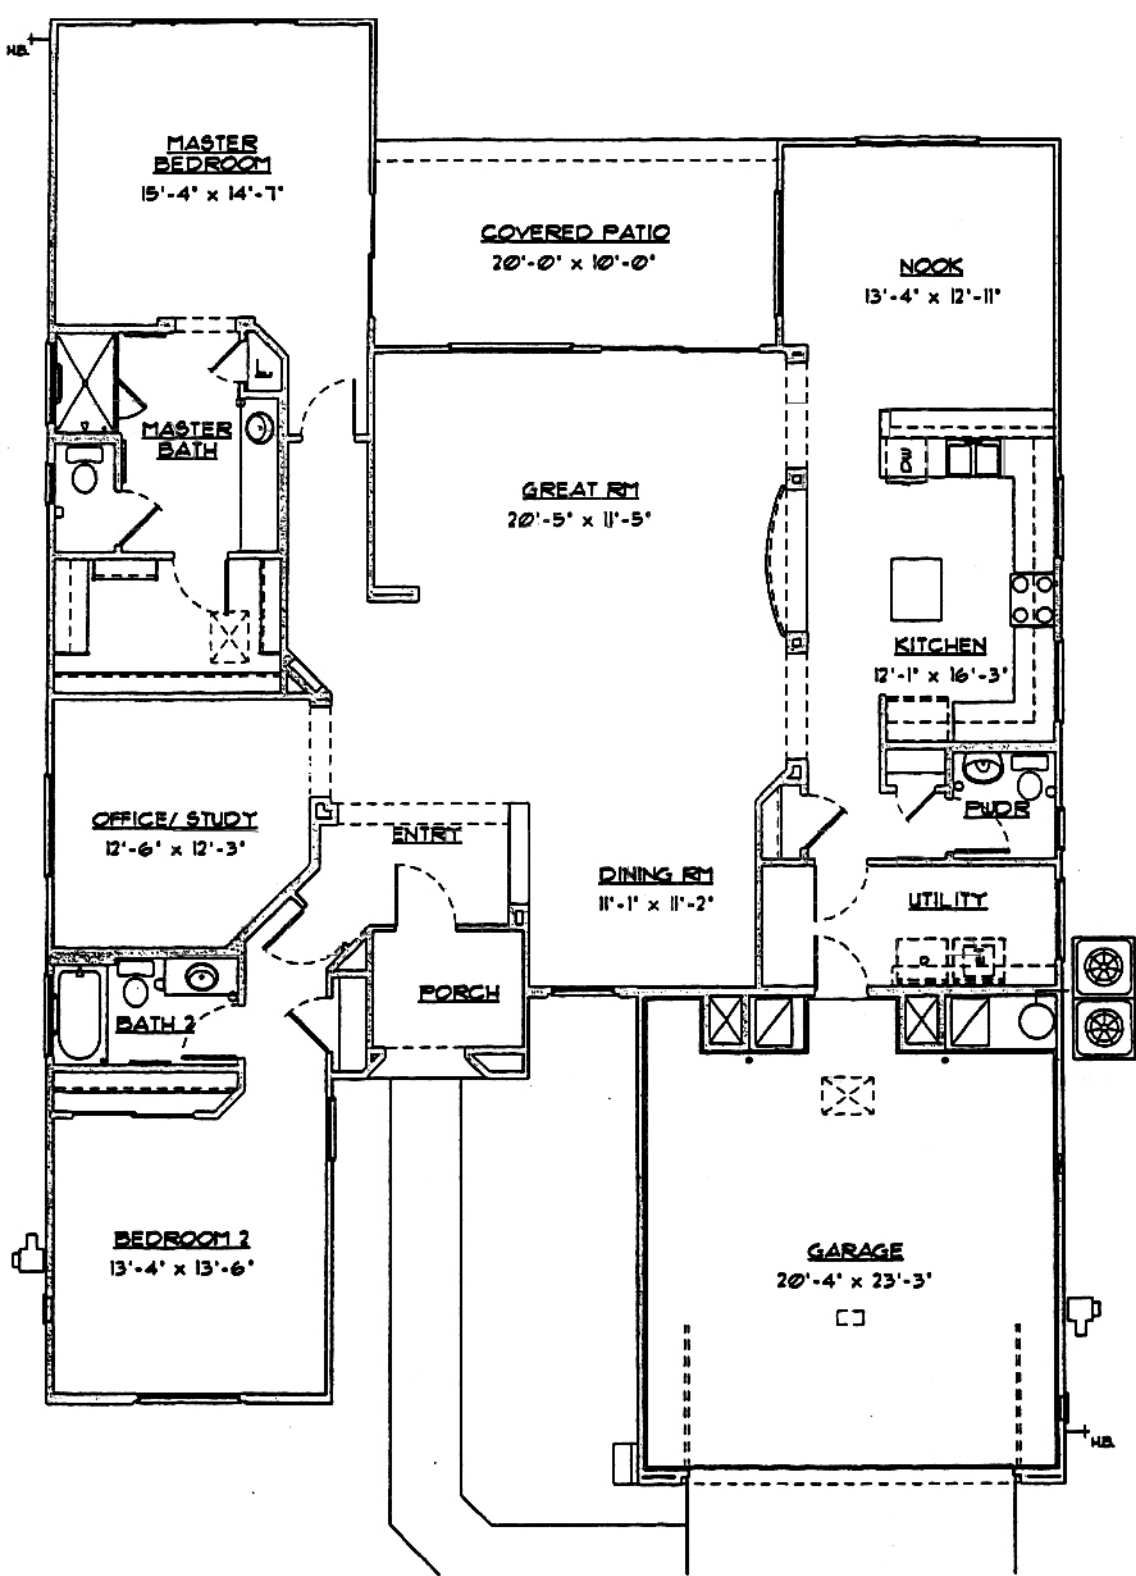 H.B.
MASTER
BEDROOM
15'-4" x 14'-7"
COVERED PATIO
20'-0" x 10'-0"
NOOK
13'-4" x 12'-11"
MASTER
BATH
L
DW
GREAT RM
20'-5" x 11'-5"
KITCHEN
12'-1" x 16'-3"
OFFICE/ STUDY
12'-6" x 12'-3"
ENTRY
PWDR
DINING RM
11'-1" x 11'-2"
UTILITY
D
W
PORCH
BATH 2
BEDROOM 2
13'-4" x 13'-6"
GARAGE
20'-4" x 23'-3"
H.B.